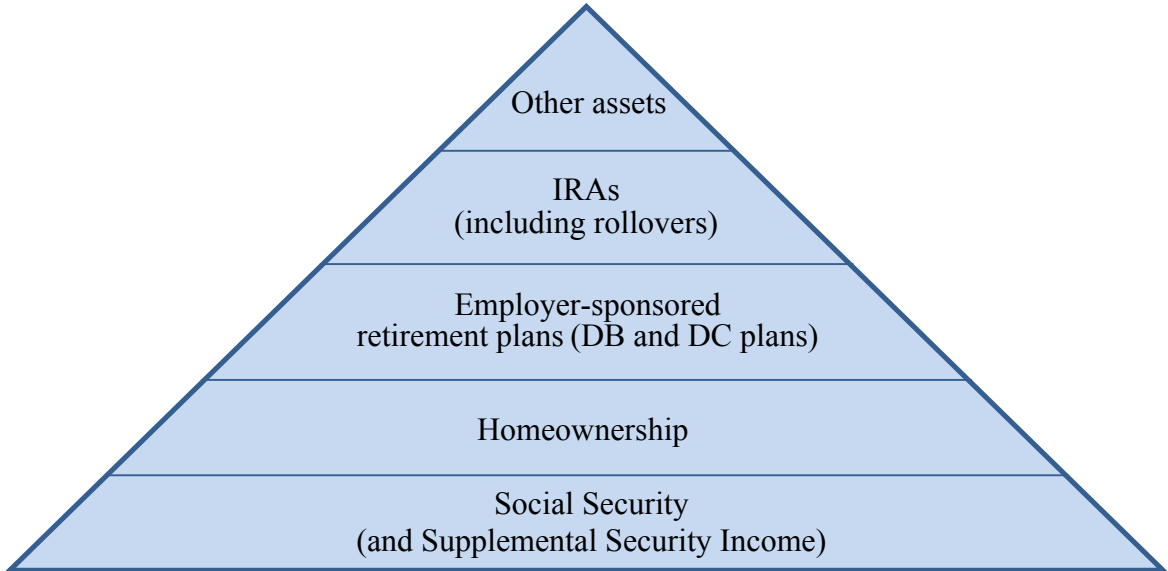 Other assets
IRAs
(including rollovers)
Employer-sponsored
retirement plans (DB and DC plans)
Homeownership
Social Security
(and Supplemental Security Income)